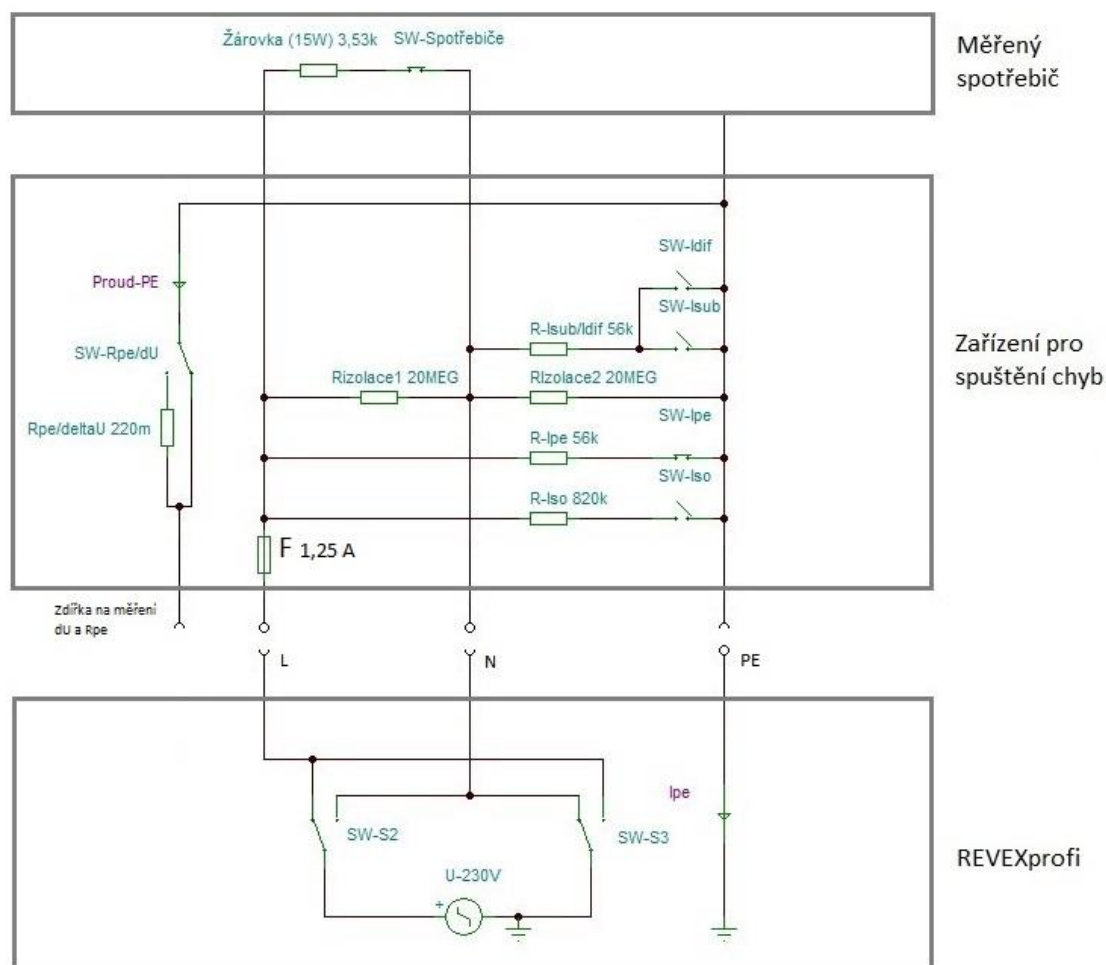 Žárovka (15W) 3,53k
SW-Spotřebiče
Měřený
spotřebič
SW-Idif
Proud-PE
SW-Isub
SW-Rpe/dU
R-Isub/Idif 56k
Zařízení pro
spuštění chyb
Rizolace1 20MEG
RIzolace2 20MEG
SW-Ipe
Rpe/deltaU 220m
R-Ipe 56k
SW-Iso
R-Iso 820k
F 1,25 A
Zdířka na měření
dU a Rpe
L
N
PE
Ipe
SW-S2
SW-S3
REVEXprofi
U-230V
+